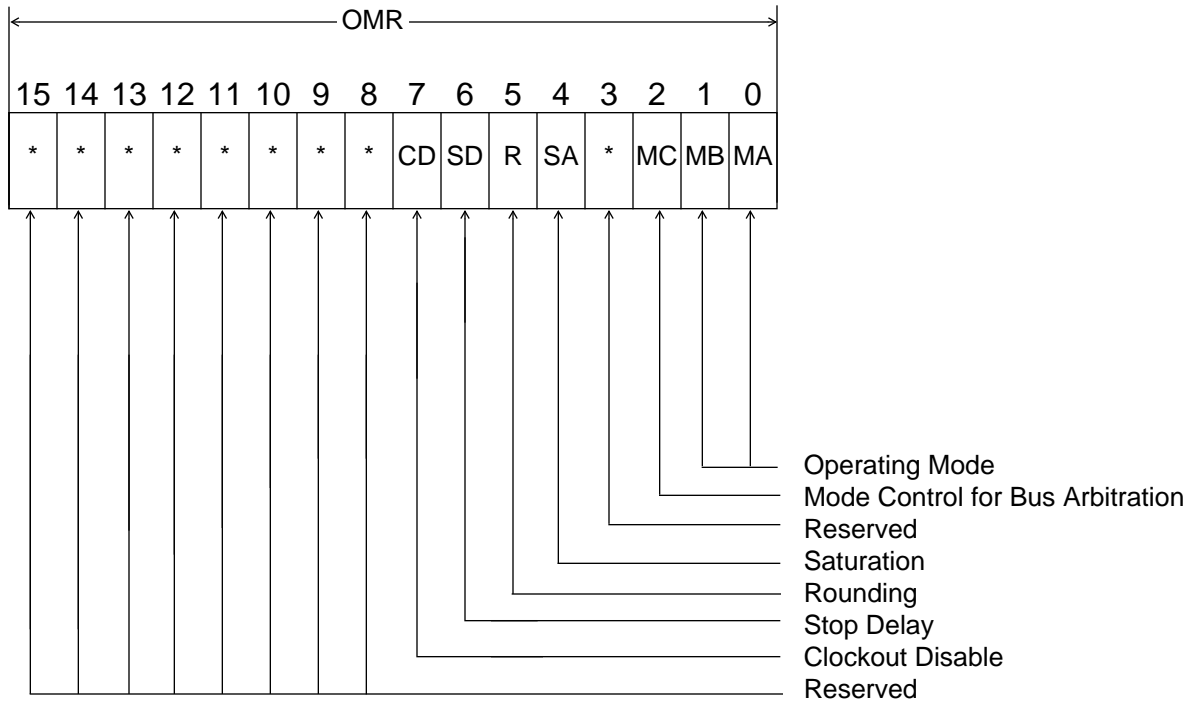 OMR
15 14 13 12 11 10 9 8 7 6 5 4 3 2 1 0
* * * * * * * * CD SD R SA * MC MB MA
Operating Mode
Mode Control for Bus Arbitration
Reserved
Saturation
Rounding
Stop Delay
Clockout Disable
Reserved